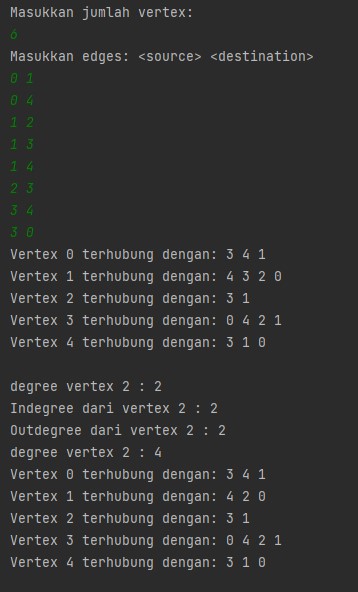 Masukkan jumlah vertex:
6
Masukkan edges: <source> <destination>
0 1
0 4
1 2
1 3
1 4
2 3
3 4
3 0
Vertex 0 terhubung dengan: 3 4 1
Vertex 1 terhubung dengan: 4 3 2 0
Vertex 2 terhubung dengan: 3 1
Vertex 3 terhubung dengan: 0 4 2 1
Vertex 4 terhubung dengan: 3 1 0
degree vertex 2 : 2
Indegree dari vertex 2 : 2
Outdegree dari vertex 2 : 2
degree vertex 2 : 4
Vertex 0 terhubung dengan: 3 4 1
Vertex 1 terhubung dengan: 4 2 0
Vertex 2 terhubung dengan: 3 1
Vertex 3 terhubung dengan: 0 4 2 1
Vertex 4 terhubung dengan: 3 1 0